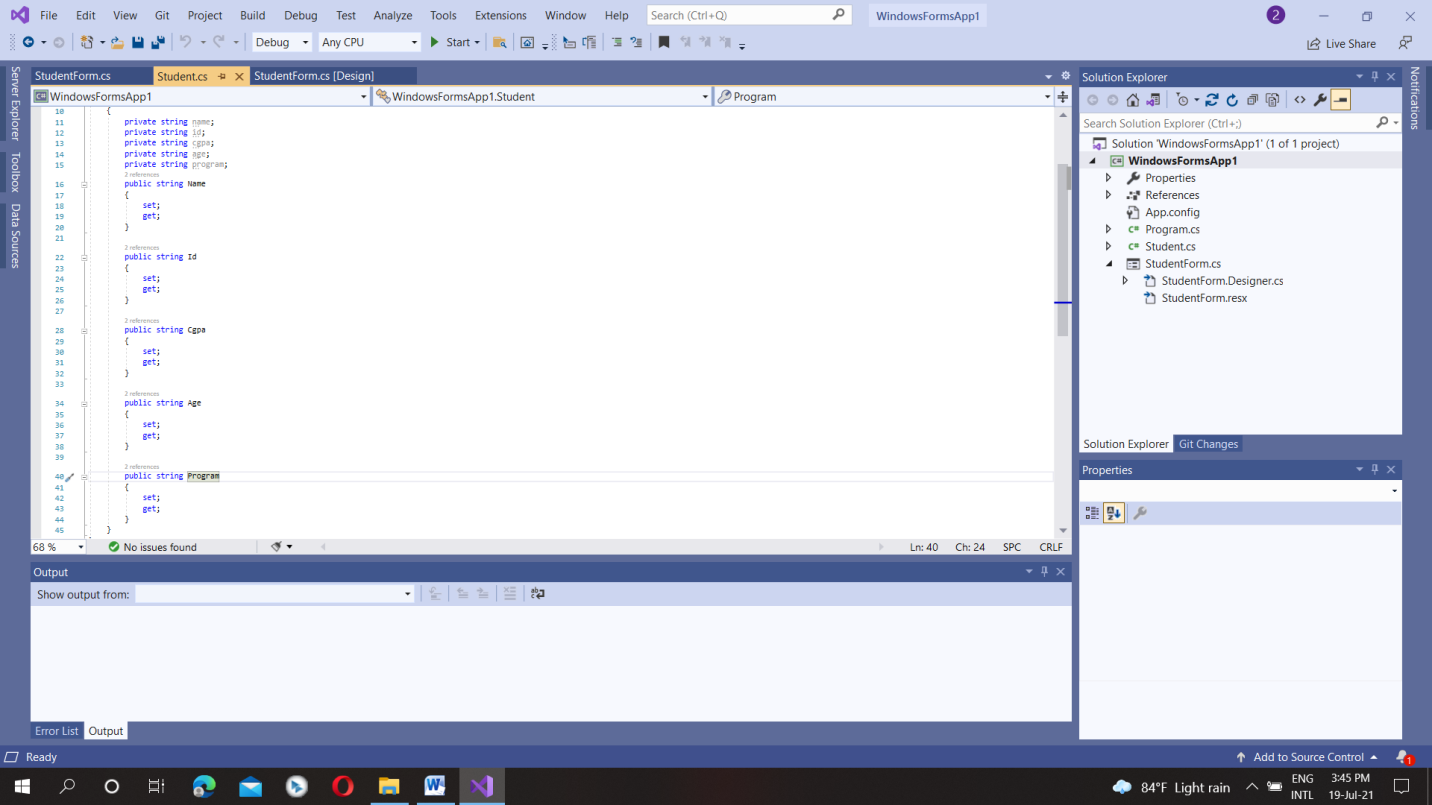 File Edit View Git Project Build Debug Test Analyze Tools Extensions Window Help Search (Ctrl+Q) WindowsFormsApp1 2
Debug Any CPU Start Live Share
Server Explorer
Toolbox
Data Sources
StudentForm.cs Student.cs StudentForm.cs [Design]
WindowsFormsApp1 WindowsFormsApp1.Student Program
10 {
11 private string name;
12 private string id;
13 private string cgpa;
14 private string age;
15 private string program;
2 references
16 public string Name
17 {
18 set;
19 get;
20 }
21
2 references
22 public string Id
23 {
24 set;
25 get;
26 }
27
2 references
28 public string Cgpa
29 {
30 set;
31 get;
32 }
33
2 references
34 public string Age
35 {
36 set;
37 get;
38 }
39
2 references
40 public string Program
41 {
42 set;
43 get;
44 }
45 }
68 % No issues found Ln: 40 Ch: 24 SPC CRLF
Output
Show output from:
Error List Output
Solution Explorer
Search Solution Explorer (Ctrl+;)
Solution 'WindowsFormsApp1' (1 of 1 project)
WindowsFormsApp1
Properties
References
App.config
Program.cs
Student.cs
StudentForm.cs
StudentForm.Designer.cs
StudentForm.resx
Solution Explorer Git Changes
Properties
Notifications
Ready Add to Source Control 1
84°F Light rain ENG INTL 3:45 PM 19-Jul-21